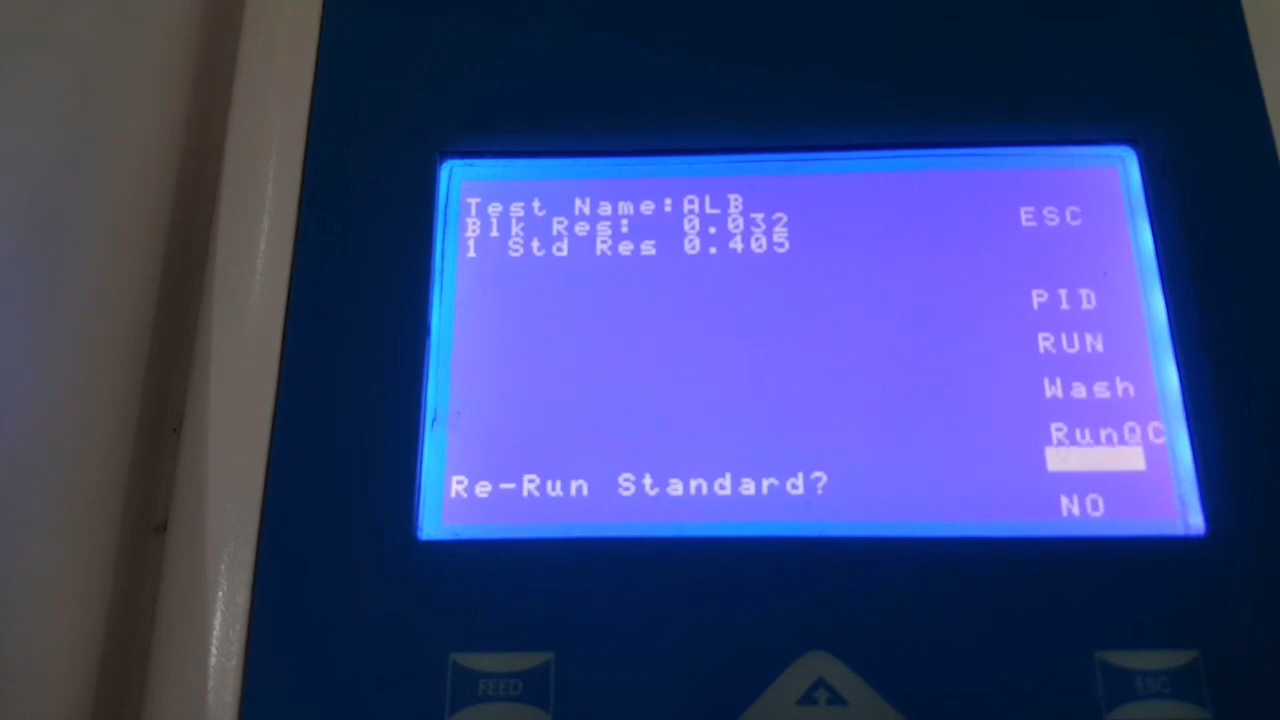 Test Name:ALB
Blk Res: 0.032
1 Std Res 0.405
ESC
PID
RUN
Wash
RunQC
Re-Run Standard?
NO
FEED
ESC